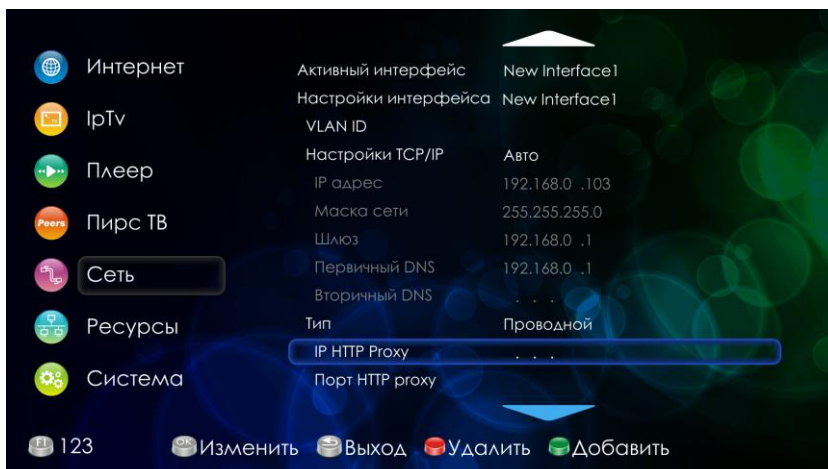 Интернет
IpTv
Плеер
Peers
Пирс ТВ
Сеть
Ресурсы
Система
Активный интерфейс New Interface1
Настройки интерфейса New Interface1
VLAN ID
Настройки TCP/IP Авто
IP адрес 192.168.0 .103
Маска сети 255.255.255.0
Шлюз 192.168.0 .1
Первичный DNS 192.168.0 .1
Вторичный DNS . . .
Тип Проводной
IP HTTP Proxy . . .
Порт HTTP proxy
F1 123 OK Изменить Выход Удалить Добавить